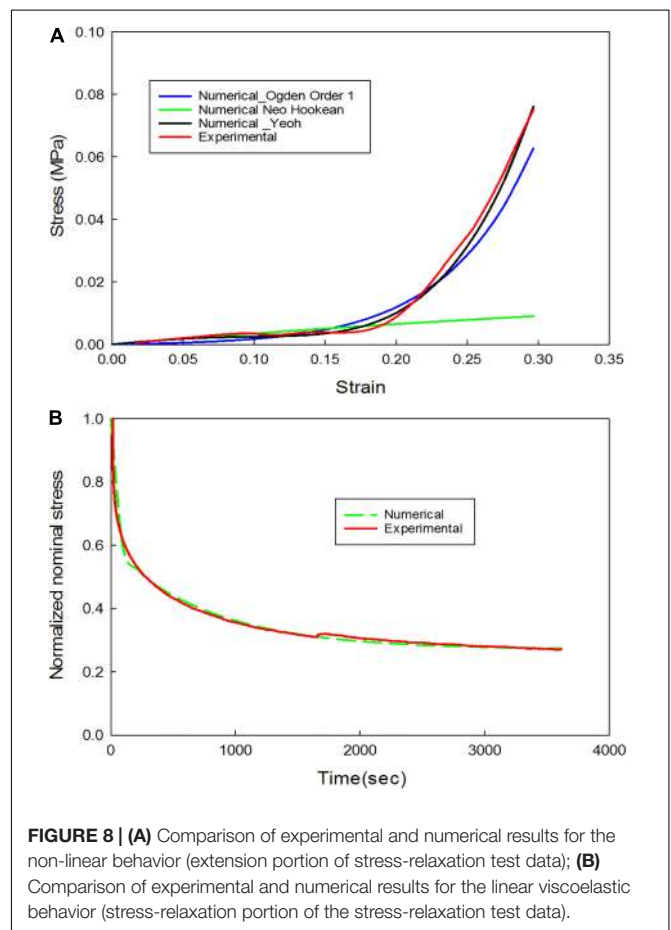 A
0.10
0.08
0.06
0.04
0.02
0.00
Stress (MPa)
Numerical_Ogden Order 1
Numerical Neo Hookean
Numerical _Yeoh
Experimental
0.00 0.05 0.10 0.15 0.20 0.25 0.30 0.35
Strain
B
1.0
0.8
0.6
0.4
0.2
0.0
Normalized nominal stress
Numerical
Experimental
0 1000 2000 3000 4000
Time(sec)
FIGURE 8 | (A) Comparison of experimental and numerical results for the
non-linear behavior (extension portion of stress-relaxation test data); (B)
Comparison of experimental and numerical results for the linear viscoelastic
behavior (stress-relaxation portion of the stress-relaxation test data).